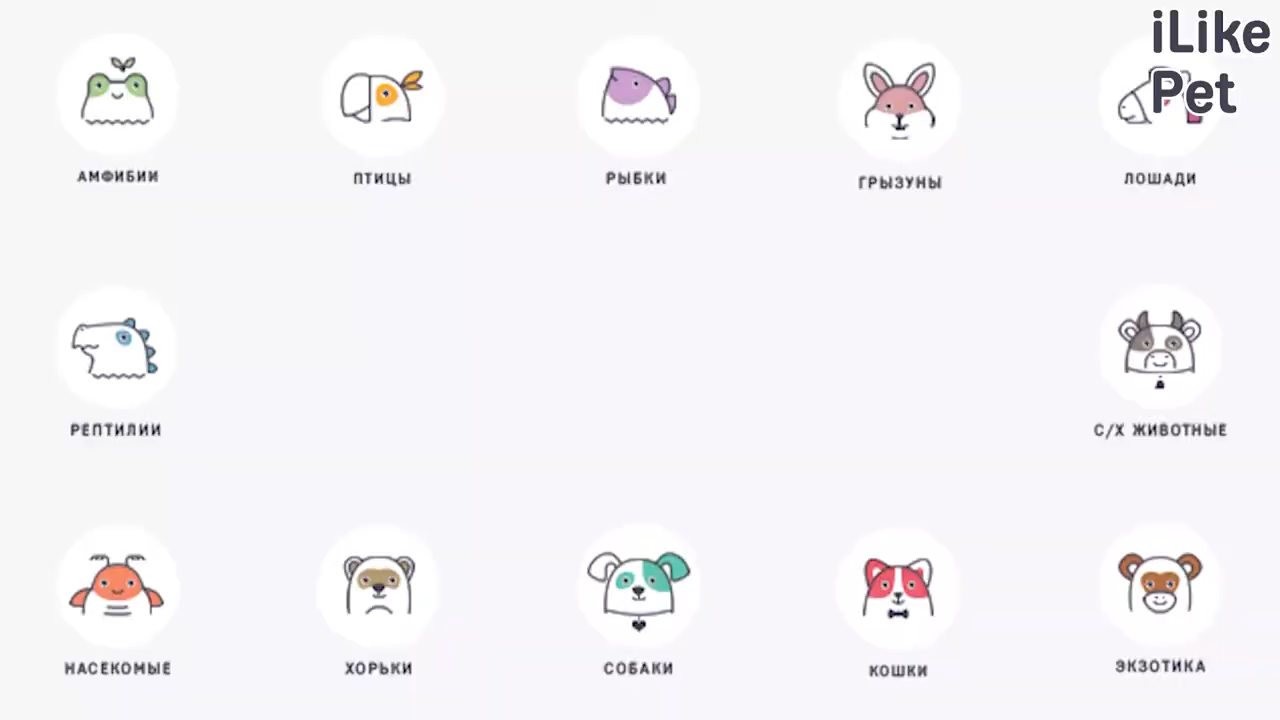 iLike
Pet
АМФИБИИ
ПТИЦЫ
РЫБКИ
ГРЫЗУНЫ
ЛОШАДИ
РЕПТИЛИИ
С/Х ЖИВОТНЫЕ
НАСЕКОМЫЕ
ХОРЬКИ
СОБАКИ
КОШКИ
ЭКЗОТИКА